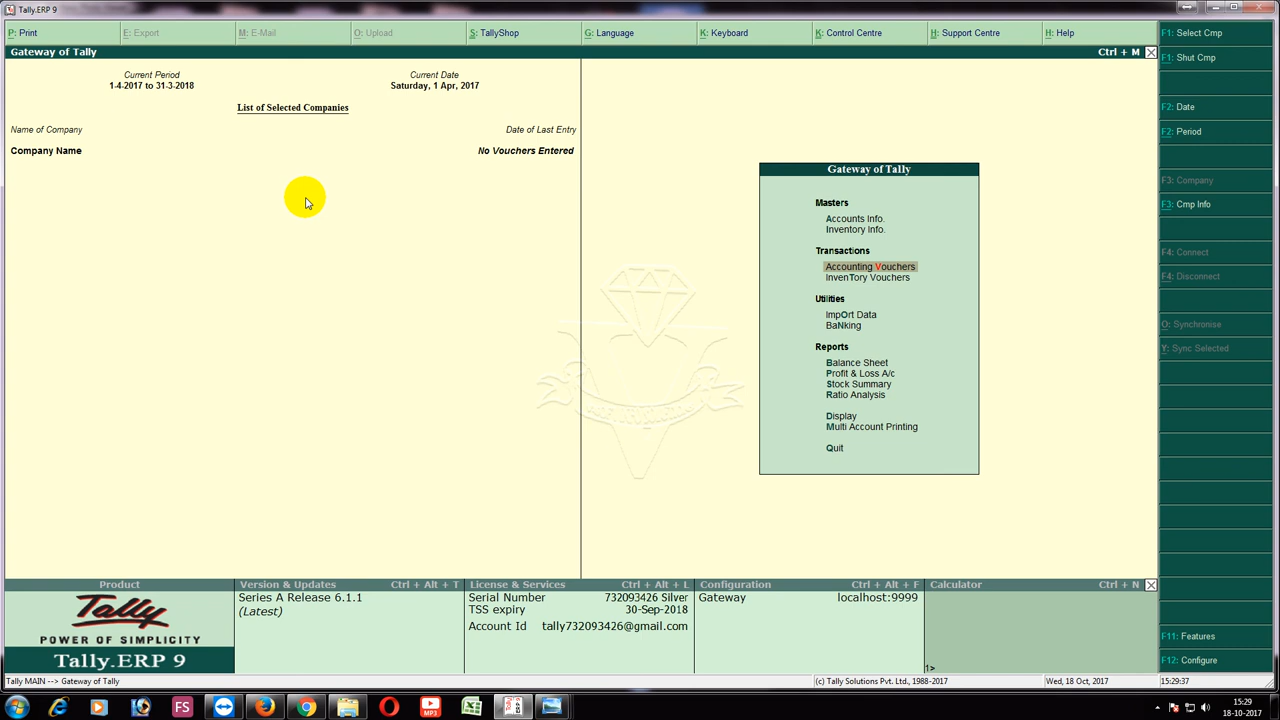 Tally.ERP 9
P: Print
E: Export
M: E-Mail
O: Upload
S: TallyShop
G: Language
K: Keyboard
K: Control Centre
H: Support Centre
H: Help
Gateway of Tally
Ctrl + M
Current Period
1-4-2017 to 31-3-2018
Current Date
Saturday, 1 Apr, 2017
List of Selected Companies
Name of Company
Date of Last Entry
Company Name
No Vouchers Entered
Gateway of Tally
Masters
Accounts Info.
Inventory Info.
Transactions
Accounting Vouchers
InvenTory Vouchers
Utilities
ImpOrt Data
BaNking
Reports
Balance Sheet
Profit & Loss A/c
Stock Summary
Ratio Analysis
Display
Multi Account Printing
Quit
F1: Select Cmp
F1: Shut Cmp
F2: Date
F2: Period
F3: Company
F3: Cmp Info
F4: Connect
F4: Disconnect
O: Synchronise
Y: Sync Selected
F11: Features
F12: Configure
Product
Tally
POWER OF SIMPLICITY
Tally.ERP 9
Version & Updates Ctrl + Alt + T
Series A Release 6.1.1
(Latest)
License & Services Ctrl + Alt + L
Serial Number 732093426 Silver
TSS expiry 30-Sep-2018
Account Id tally732093426@gmail.com
Configuration Ctrl + Alt + F
Gateway localhost:9999
Calculator Ctrl + N
1>
Tally MAIN --> Gateway of Tally
(c) Tally Solutions Pvt. Ltd., 1988-2017
Wed, 18 Oct, 2017
15:29:37
FS
MP3
15:29
18-10-2017